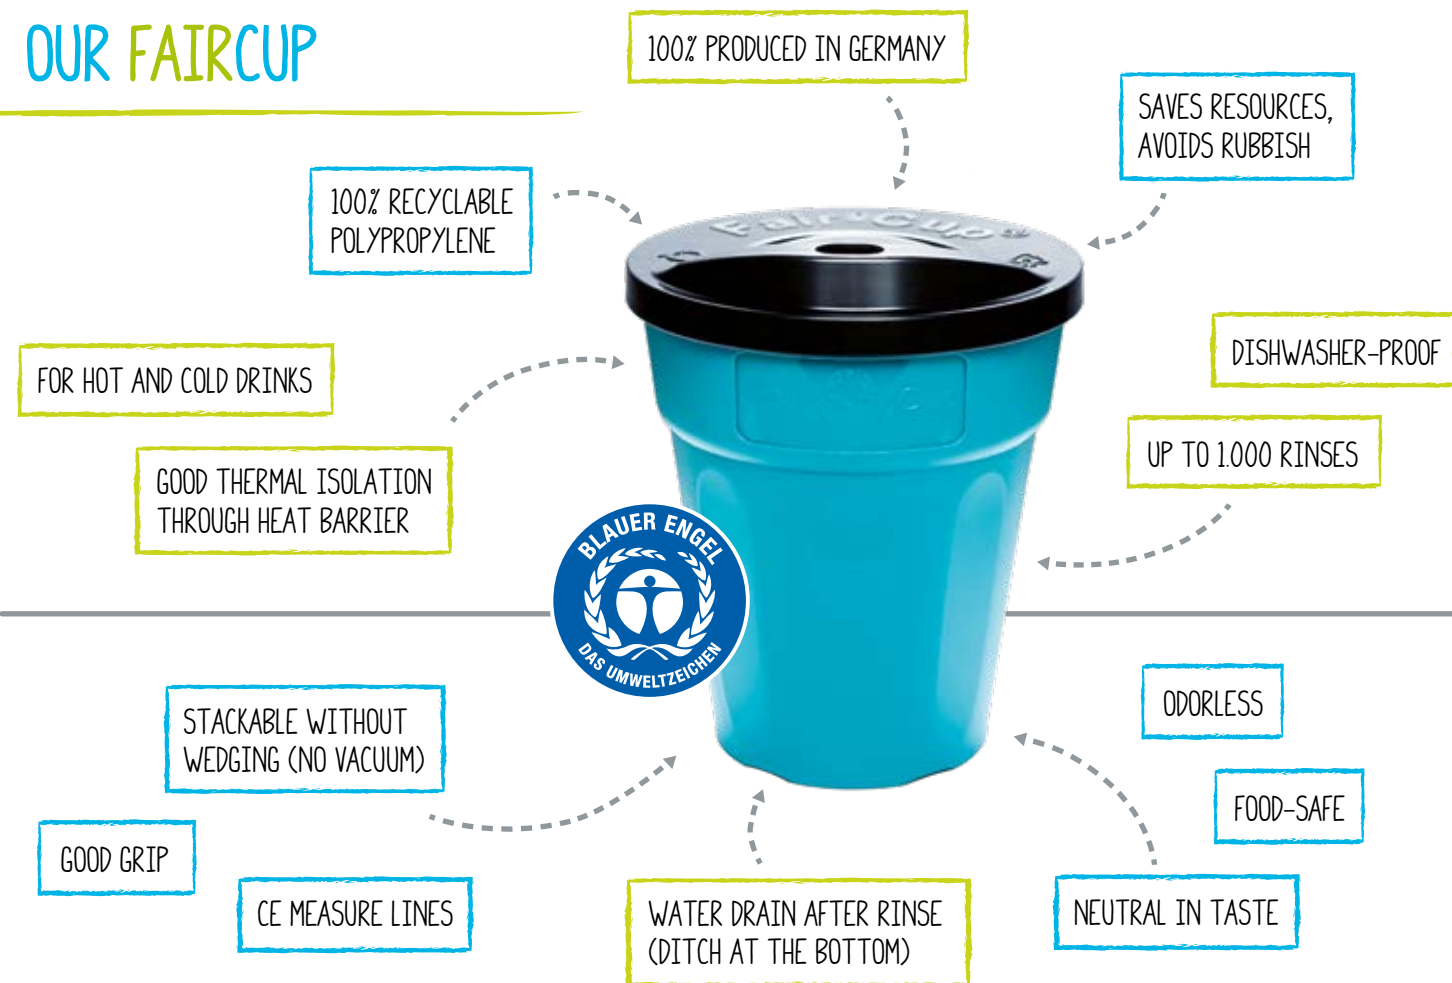 OUR FAIRCUP
100% PRODUCED IN GERMANY
SAVES RESOURCES,
AVOIDS RUBBISH
100% RECYCLABLE
POLYPROPYLENE
Fair·Cup®
FOR HOT AND COLD DRINKS
DISHWASHER-PROOF
GOOD THERMAL ISOLATION
THROUGH HEAT BARRIER
UP TO 1.000 RINSES
BLAUER ENGEL
DAS UMWELTZEICHEN
STACKABLE WITHOUT
WEDGING (NO VACUUM)
ODORLESS
FOOD-SAFE
GOOD GRIP
CE MEASURE LINES
WATER DRAIN AFTER RINSE
(DITCH AT THE BOTTOM)
NEUTRAL IN TASTE